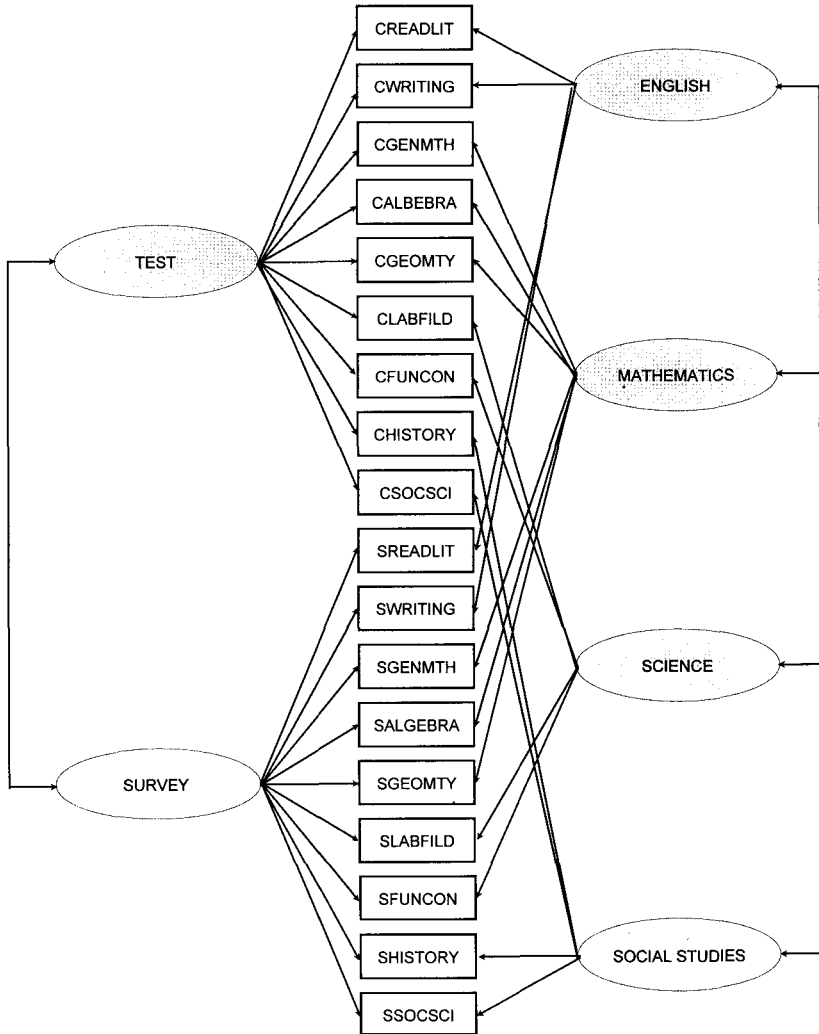 CREADLIT
CWRITING
CGENMTH
CALBEBRA
CGEOMTY
CLABFILD
CFUNCON
CHISTORY
CSOCSCI
SREADLIT
SWRITING
SGENMTH
SALGEBRA
SGEOMTY
SLABFILD
SFUNCON
SHISTORY
SSOCSCI
TEST
SURVEY
ENGLISH
MATHEMATICS
SCIENCE
SOCIAL STUDIES